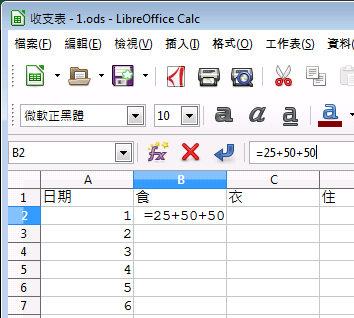 收支表 - 1.ods - LibreOffice Calc
檔案(F) 編輯(E) 檢視(V) 插入(I) 格式(O) 工作表(S)
微軟正黑體 10 a a a a
B2 =25+50+50
A B C
1 日期 食 衣 住
2 1 =25+50+50
3 2
4 3
5 4
6 5
7 6